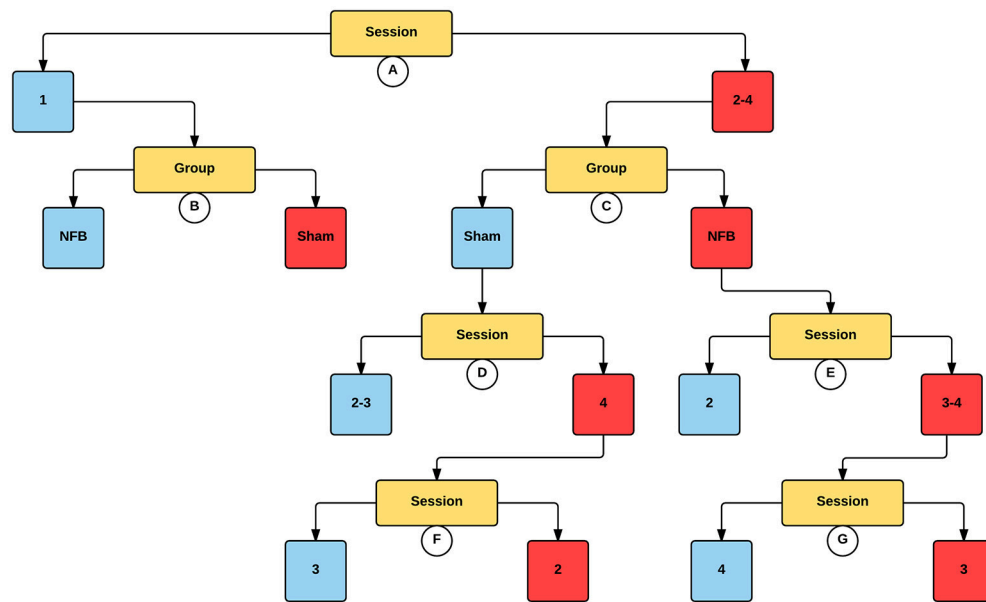 Session
A
1
2-4
Group
B
Group
C
NFB
Sham
Sham
NFB
Session
D
Session
E
2-3
4
2
3-4
Session
F
Session
G
3
2
4
3